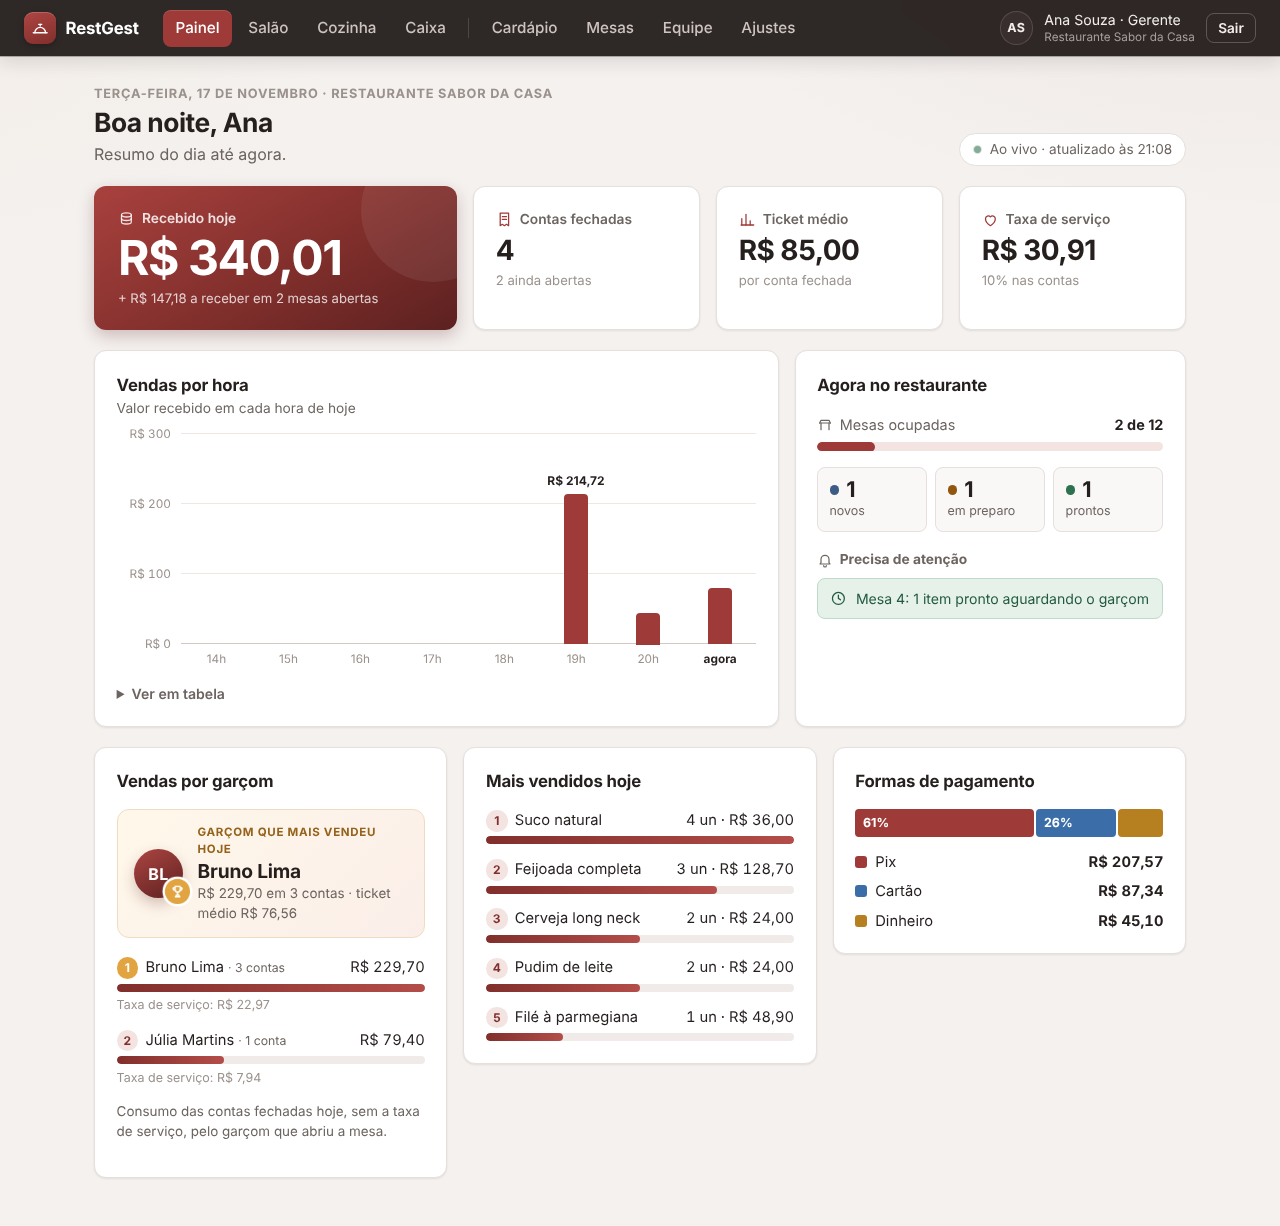 RestGest
Painel
Salão
Cozinha
Caixa
Cardápio
Mesas
Equipe
Ajustes
AS
Ana Souza · Gerente
Restaurante Sabor da Casa
Sair
TERÇA-FEIRA, 17 DE NOVEMBRO · RESTAURANTE SABOR DA CASA
Boa noite, Ana
Resumo do dia até agora.
Ao vivo · atualizado às 21:08
Recebido hoje
R$ 340,01
+ R$ 147,18 a receber em 2 mesas abertas
Contas fechadas
4
2 ainda abertas
Ticket médio
R$ 85,00
por conta fechada
Taxa de serviço
R$ 30,91
10% nas contas
Vendas por hora
Valor recebido em cada hora de hoje
R$ 300
R$ 200
R$ 100
R$ 0
R$ 214,72
14h
15h
16h
17h
18h
19h
20h
agora
Ver em tabela
Agora no restaurante
Mesas ocupadas
2 de 12
1
novos
1
em preparo
1
prontos
Precisa de atenção
Mesa 4: 1 item pronto aguardando o garçom
Vendas por garçom
BL
GARÇOM QUE MAIS VENDEU
HOJE
Bruno Lima
R$ 229,70 em 3 contas · ticket
médio R$ 76,56
1 Bruno Lima · 3 contas R$ 229,70
Taxa de serviço: R$ 22,97
2 Júlia Martins · 1 conta R$ 79,40
Taxa de serviço: R$ 7,94
Consumo das contas fechadas hoje, sem a taxa
de serviço, pelo garçom que abriu a mesa.
Mais vendidos hoje
1 Suco natural 4 un · R$ 36,00
2 Feijoada completa 3 un · R$ 128,70
3 Cerveja long neck 2 un · R$ 24,00
4 Pudim de leite 2 un · R$ 24,00
5 Filé à parmegiana 1 un · R$ 48,90
Formas de pagamento
61%
26%
Pix R$ 207,57
Cartão R$ 87,34
Dinheiro R$ 45,10